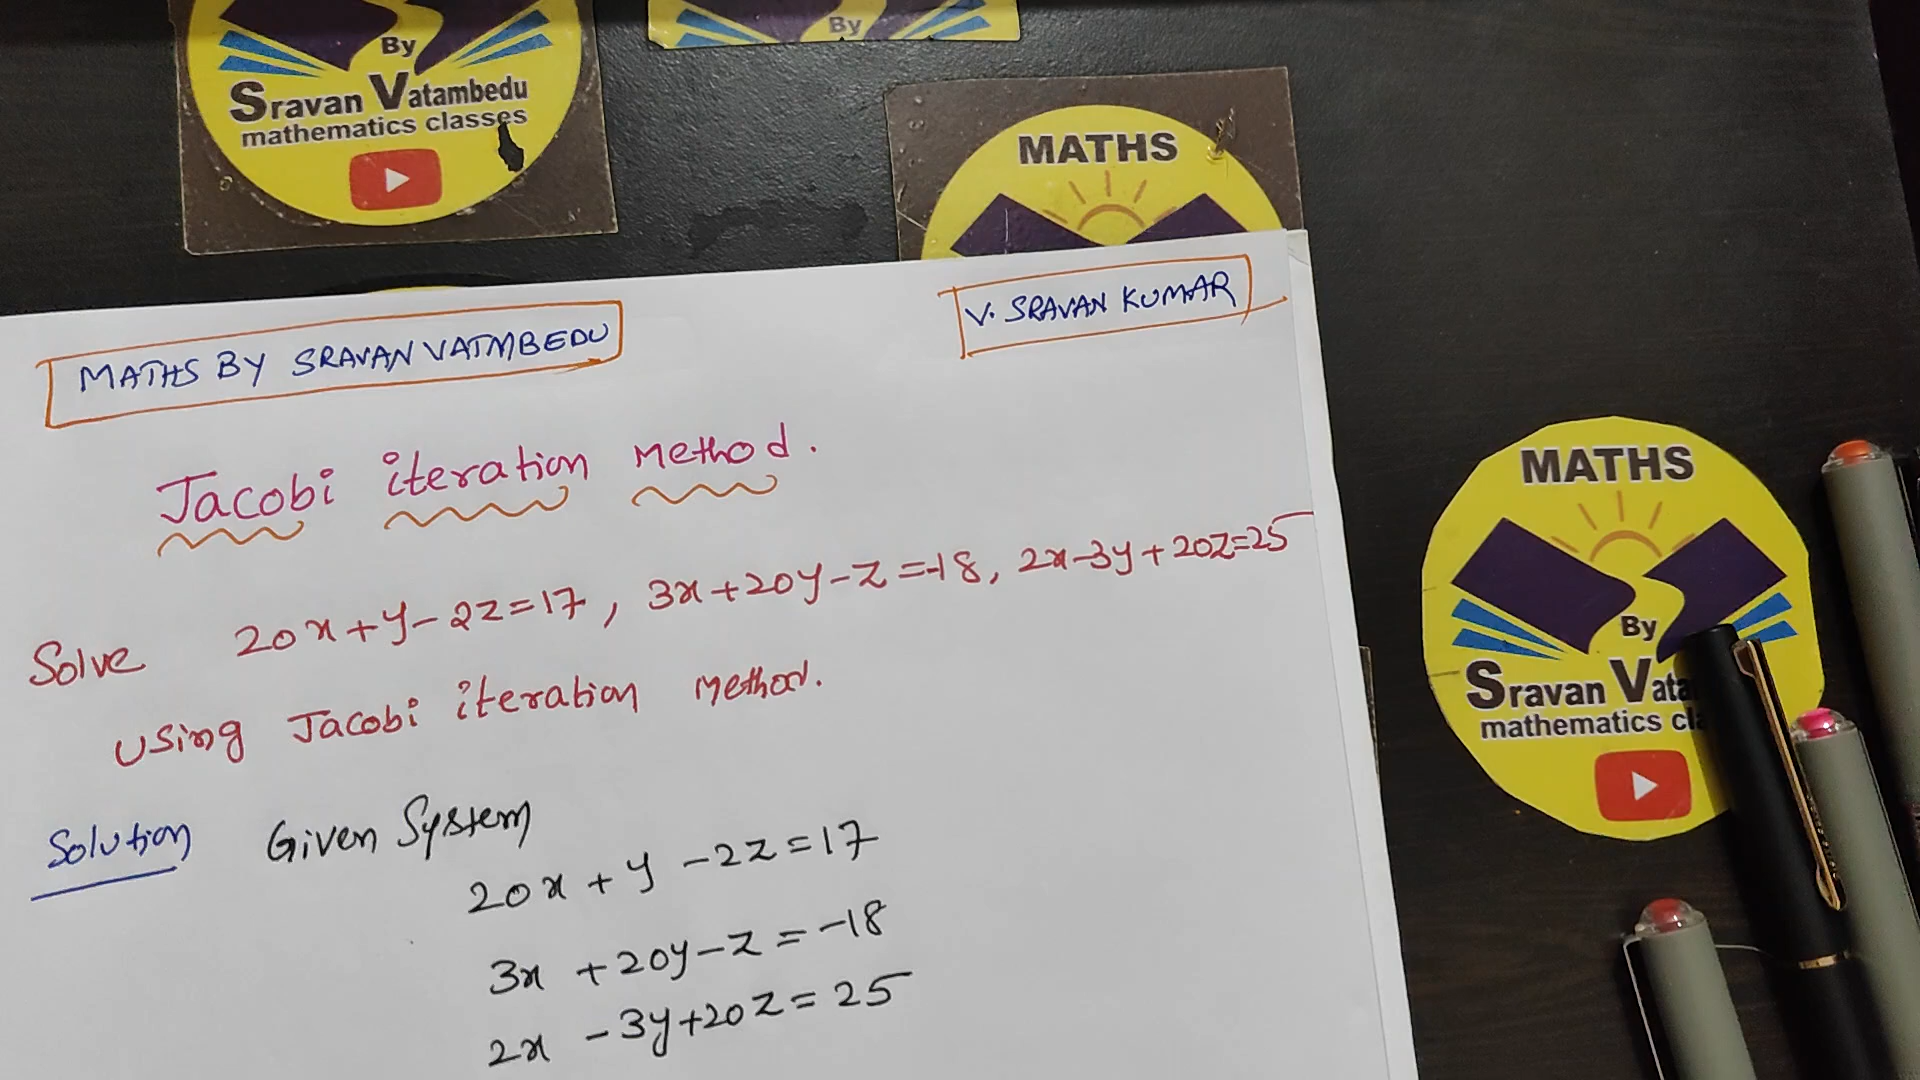 By
Sravan Vatambedu
mathematics classes
By
MATHS
MATHS BY SRAVAN VATMBEDU
V. SRAVAN KUMAR
Jacobi iteration Method.
Solve 20x+y-2z=17, 3x+20y-z=-18, 2x-3y+20z=25
using Jacobi iteration Method.
Solution Given System
20x+y-2z=17
3x+20y-z=-18
2x-3y+20z=25
MATHS
By
Sravan Vata
mathematics cla